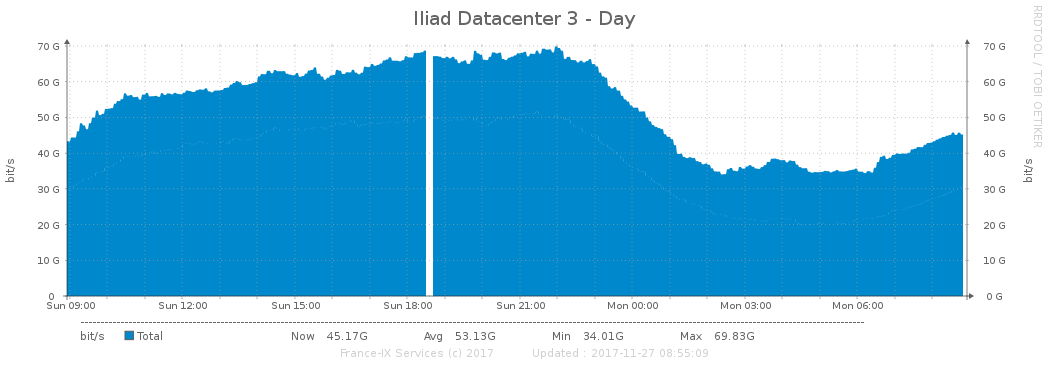 Iliad Datacenter 3 - Day
RRDTOOL / TOBI OETIKER
70 G 70 G
60 G 60 G
50 G 50 G
40 G 40 G
30 G 30 G
20 G 20 G
10 G 10 G
0 0 G
bit/s bit/s
Sun 09:00 Sun 12:00 Sun 15:00 Sun 18:00 Sun 21:00 Mon 00:00 Mon 03:00 Mon 06:00
bit/s Total Now 45.17G Avg 53.13G Min 34.01G Max 69.83G
France-IX Services (c) 2017 Updated : 2017-11-27 08:55:09